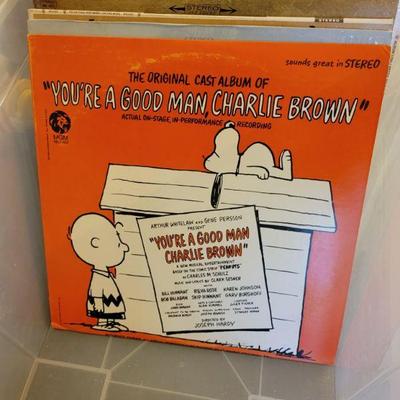 STEREO
sounds great in STEREO
THE ORIGINAL CAST ALBUM OF
"YOU'RE A GOOD MAN, CHARLIE BROWN"
ACTUAL ON-STAGE, IN-PERFORMANCE RECORDING
MGM
ARTHUR WHITELAW AND GENE PERSSON
PRESENT
"YOU'RE A GOOD MAN
CHARLIE BROWN"
A NEW MUSICAL ENTERTAINMENT
BASED ON THE COMIC STRIP "PEANUTS"
BY CHARLES M. SCHULZ
MUSIC AND LYRICS BY CLARK GESNER
BILL HINNANT REVA ROSE KAREN JOHNSON
BOB BALABAN SKIP HINNANT GARY BURGHOFF
DIRECTED BY
JOSEPH HARDY